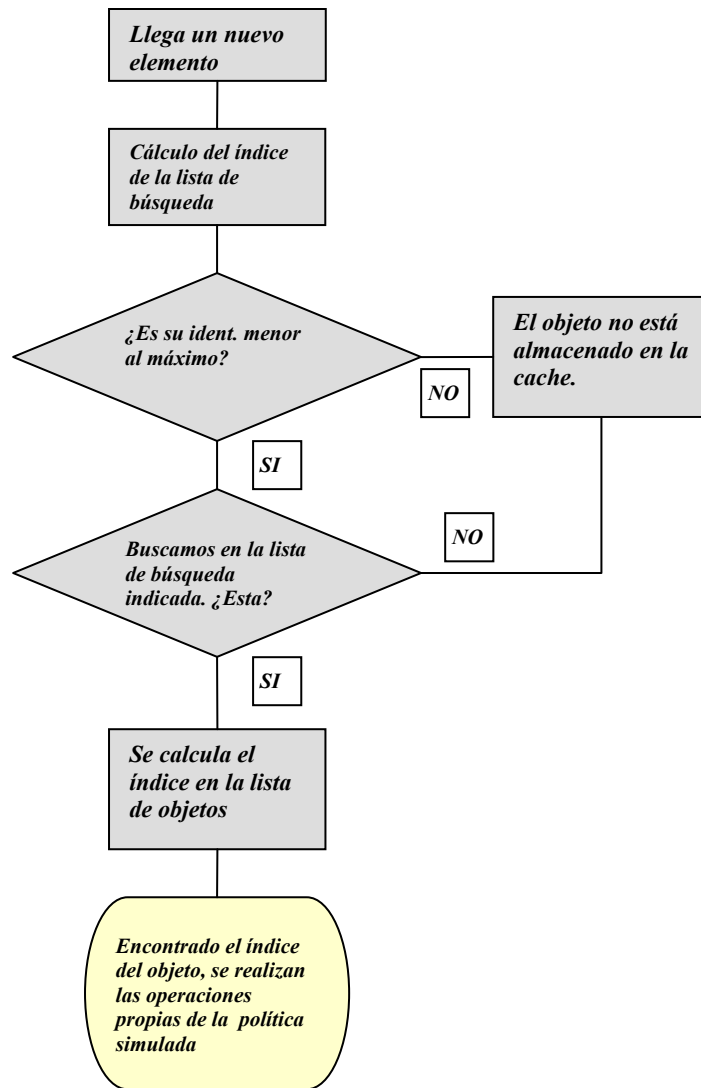 Llega un nuevo
elemento
Cálculo del índice
de la lista de
búsqueda
¿Es su ident. menor
al máximo?
El objeto no está
almacenado en la
cache.
NO
SI
Buscamos en la lista
de búsqueda
indicada. ¿Esta?
NO
SI
Se calcula el
índice en la lista
de objetos
Encontrado el índice
del objeto, se realizan
las operaciones
propias de la política
simulada